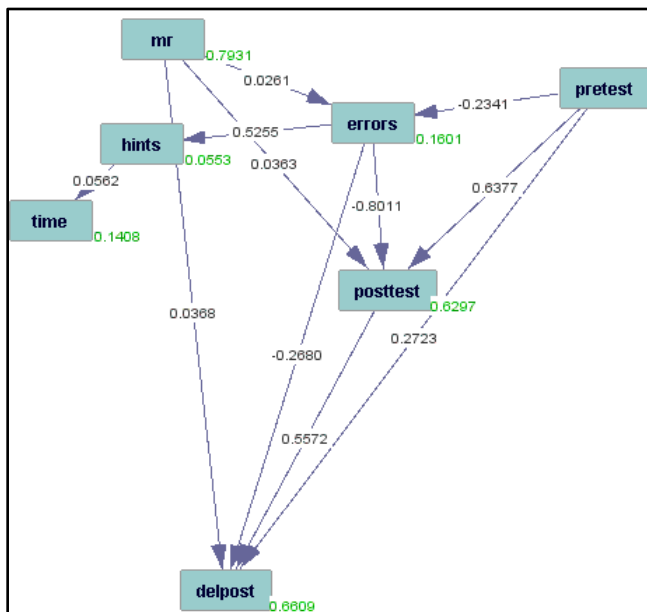 mr
-0.7931
0.0261
pretest
-0.2341
errors
0.1601
0.5255
hints
0.0553
0.0363
0.0562
0.6377
time
0.1408
-0.8011
posttest
0.6297
0.0368
0.2723
-0.2680
0.5572
delpost
0.6609